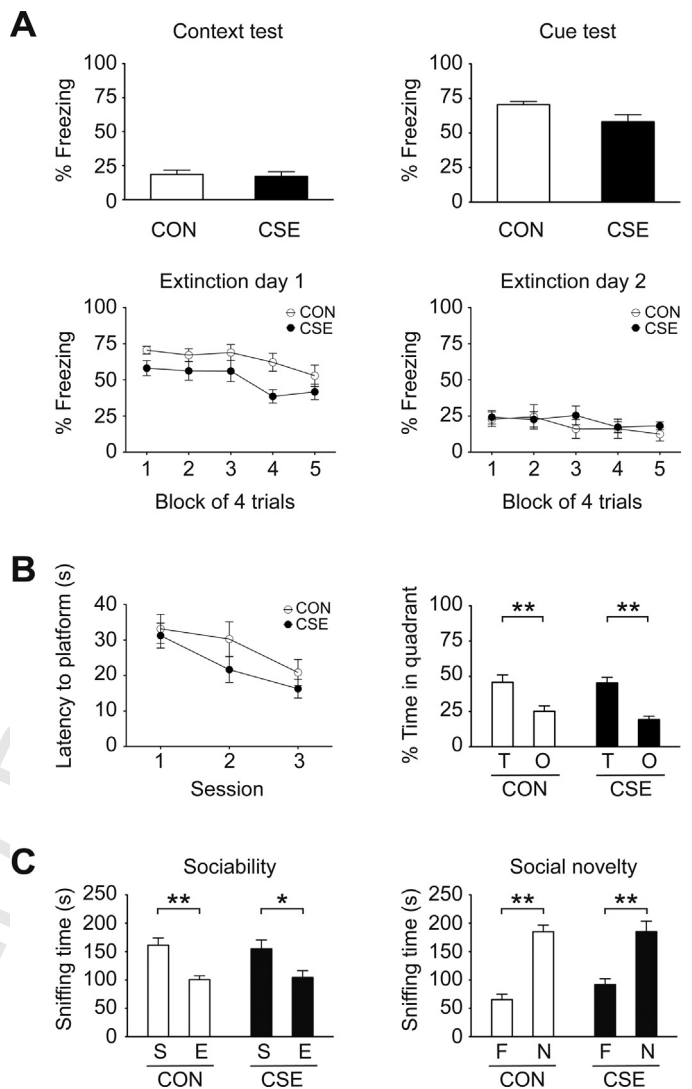 A
Context test
% Freezing
100
75
50
25
0
CON CSE
Cue test
% Freezing
100
75
50
25
0
CON CSE
Extinction day 1
% Freezing
100
75
50
25
0
CON
CSE
1 2 3 4 5
Block of 4 trials
Extinction day 2
% Freezing
100
75
50
25
0
CON
CSE
1 2 3 4 5
Block of 4 trials
B
Latency to platform (s)
40
30
20
10
0
CON
CSE
1 2 3
Session
% Time in quadrant
100
75
50
25
0
** **
T O T O
CON CSE
C
Sociability
Sniffing time (s)
250
200
150
100
50
0
** *
S E S E
CON CSE
Social novelty
Sniffing time (s)
250
200
150
100
50
0
** **
F N F N
CON CSE